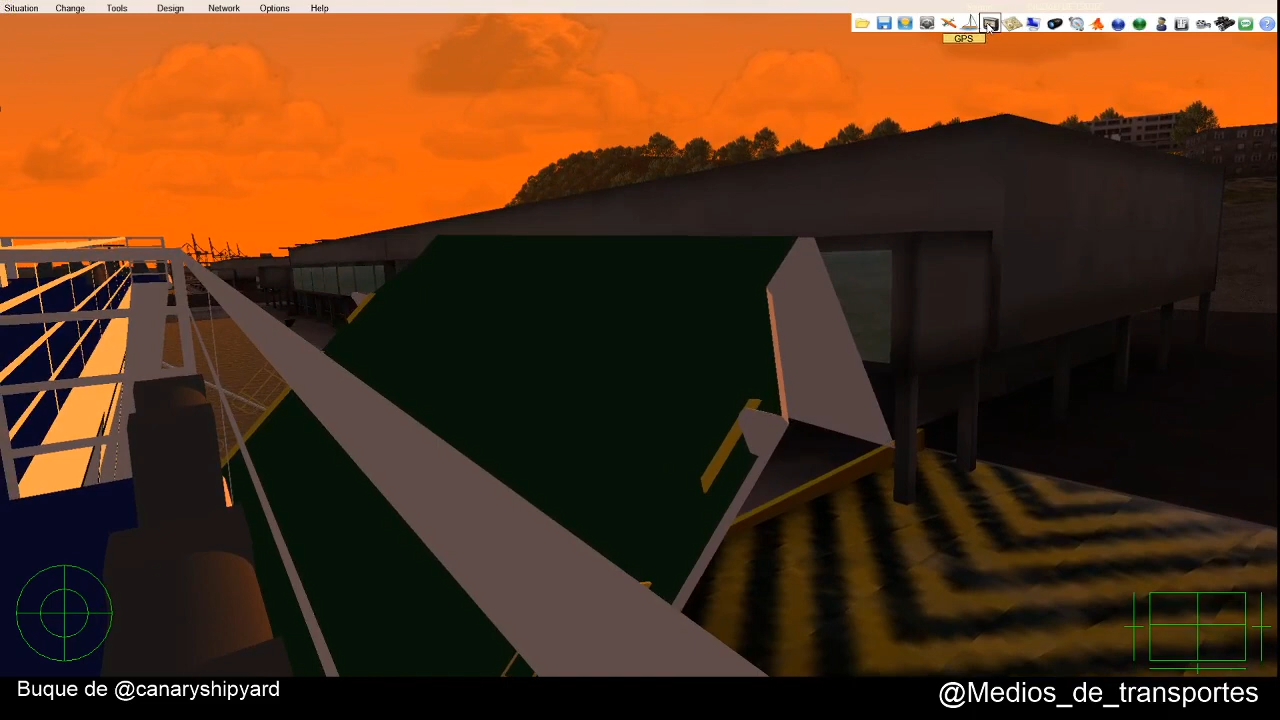 Situation Change Tools Design Network Options Help
GPS
Buque de @canaryshipyard
@Medios_de_transportes